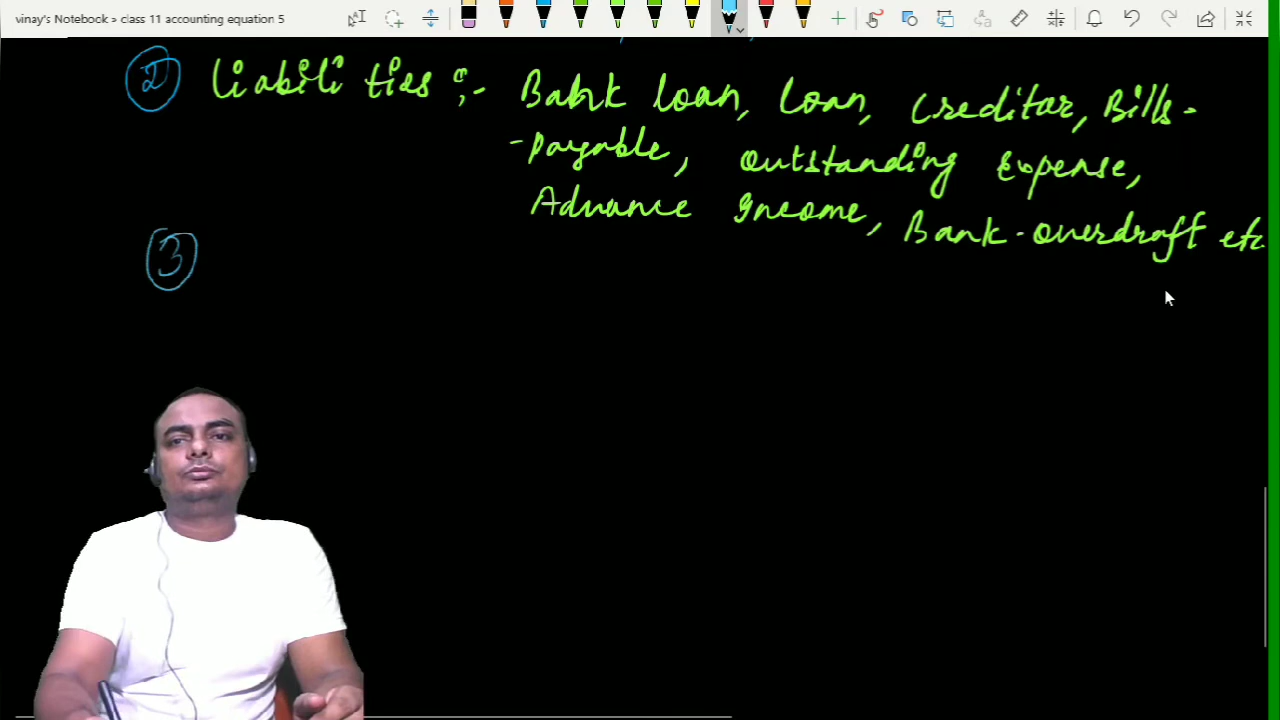 vinay's Notebook > class 11 accounting equation 5
② Liabilities :- Bank loan, Loan, Creditar, Bills-
-Payable, Outstanding Expense,
Advance Income, Bank-overdraft etc.
③